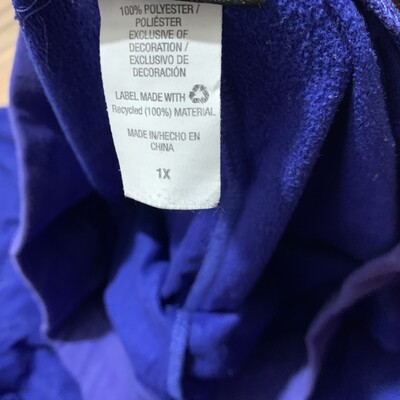 100% POLYESTER /
POLIÉSTER
EXCLUSIVE OF
DECORATION /
EXCLUSIVO DE
DECORACIÓN
LABEL MADE WITH
Recycled (100%) MATERIAL
MADE IN/HECHO EN
CHINA
1X